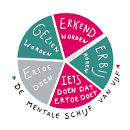 GEZIEN
WORDEN
ERKEND
WORDEN
ERBIJ
HOREN
IETS
DOEN DAT
ERTOE DOET
ERTOE
DOEN
DE MENTALE SCHIJF VAN VIJF